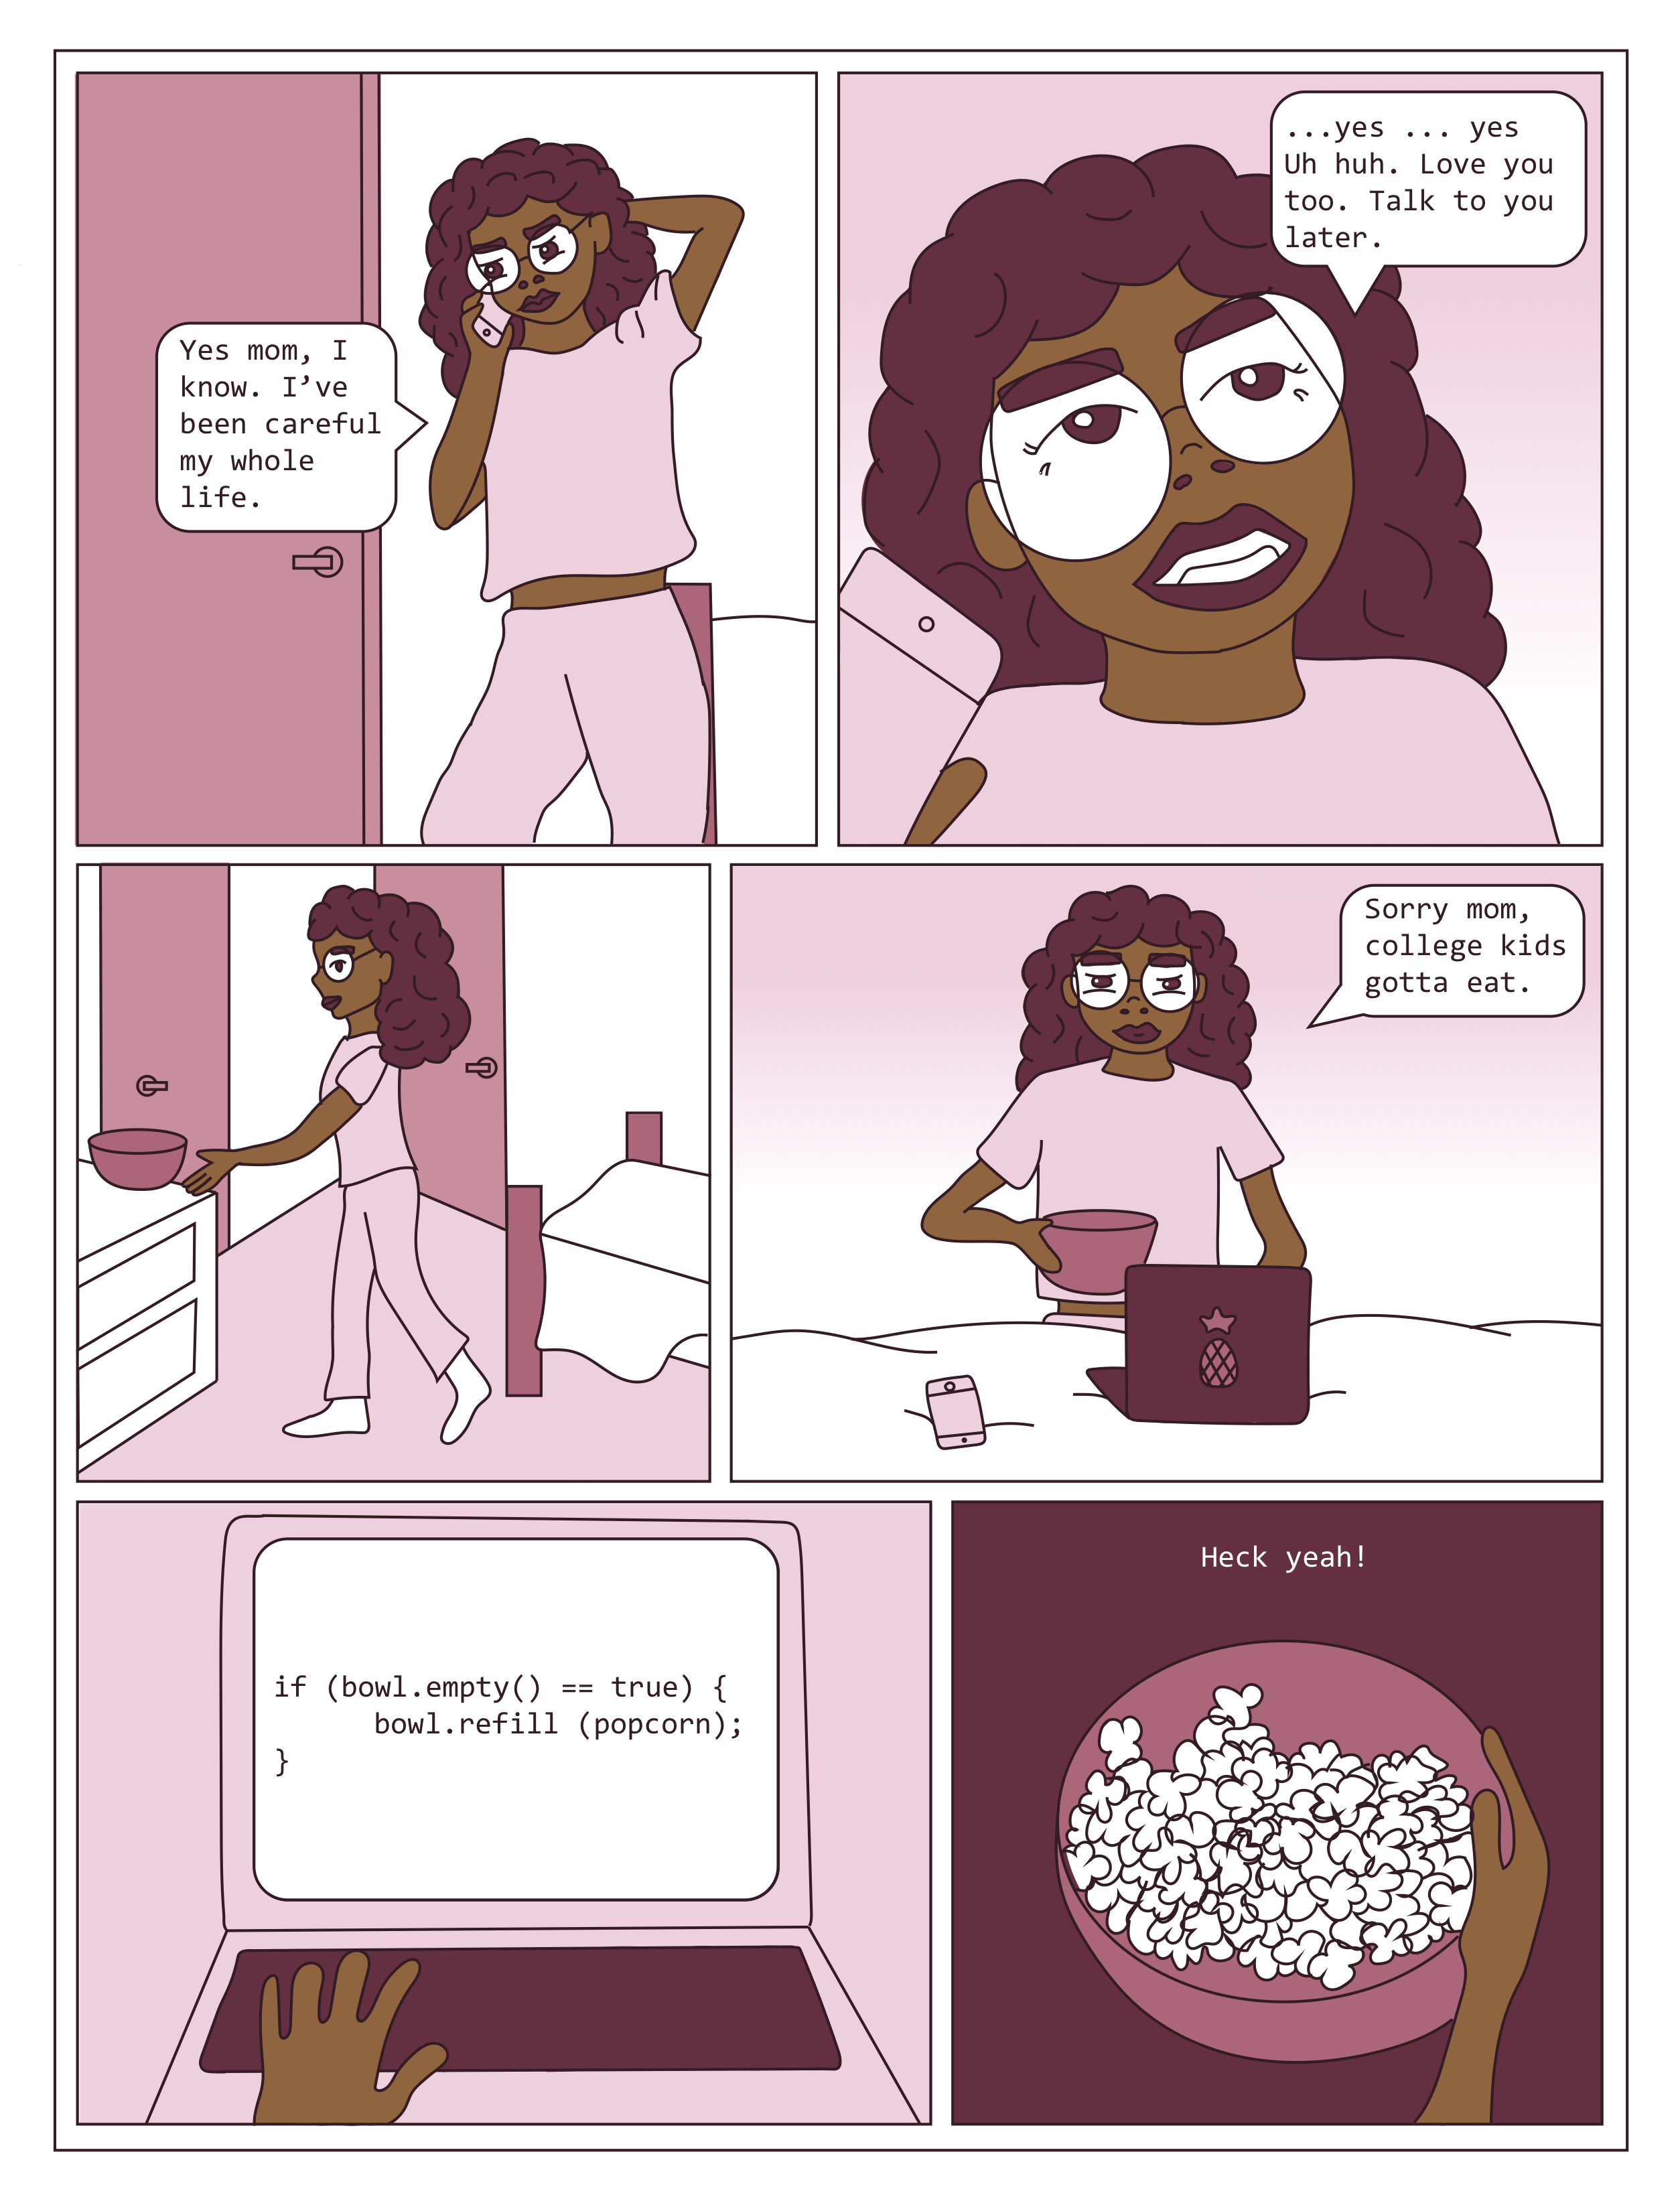 Yes mom, I
know. I’ve
been careful
my whole
life.
...yes ... yes
Uh huh. Love you
too. Talk to you
later.
Sorry mom,
college kids
gotta eat.
if (bowl.empty() == true) {
      bowl.refill (popcorn);
}
Heck yeah!